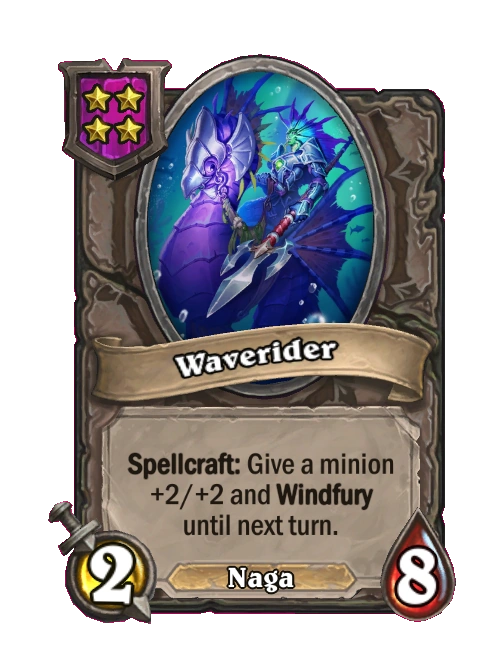 Waverider
Spellcraft: Give a minion
+2/+2 and Windfury
until next turn.
2
Naga
8